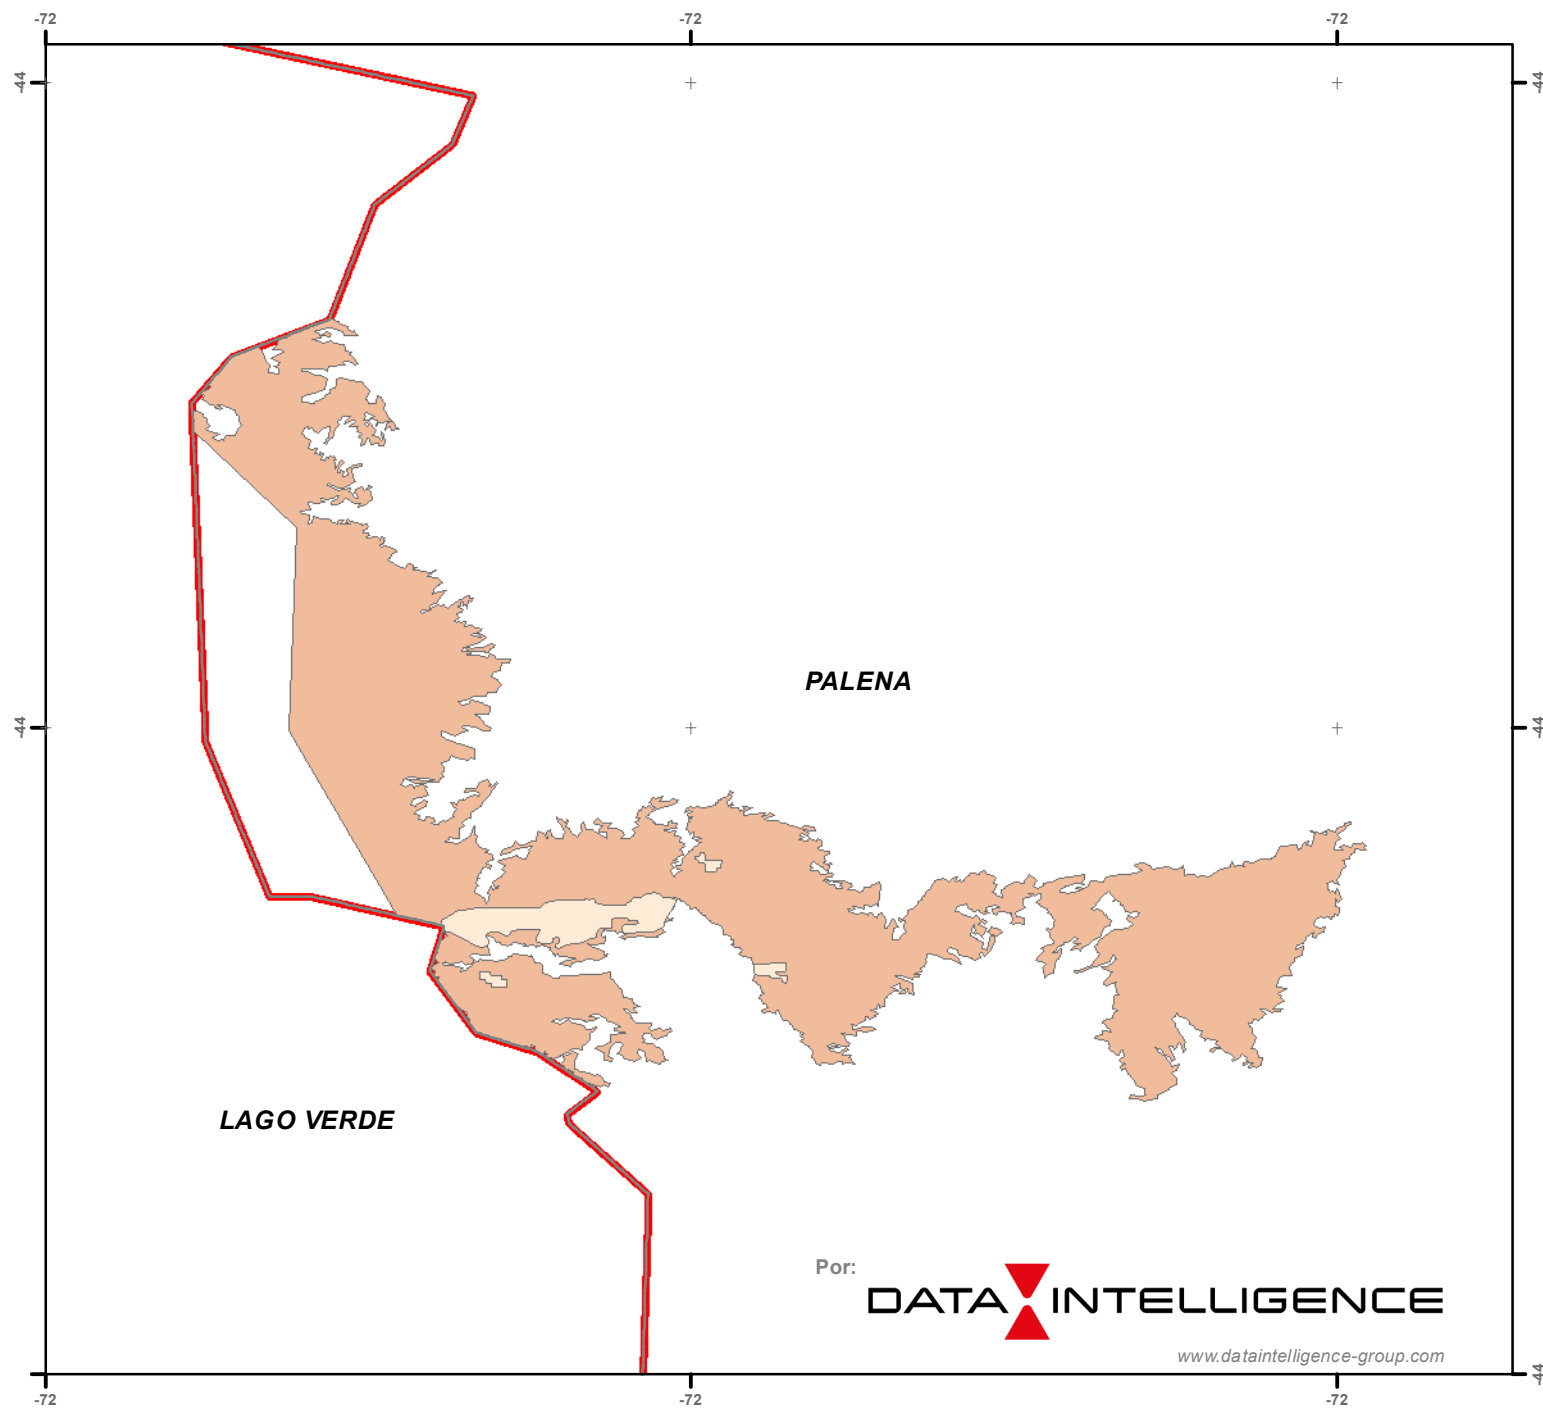 -72 -72 -72
44 44
PALENA
44 44
LAGO VERDE
Por:
DATA INTELLIGENCE
www.dataintelligence-group.com
44
-72 -72 -72